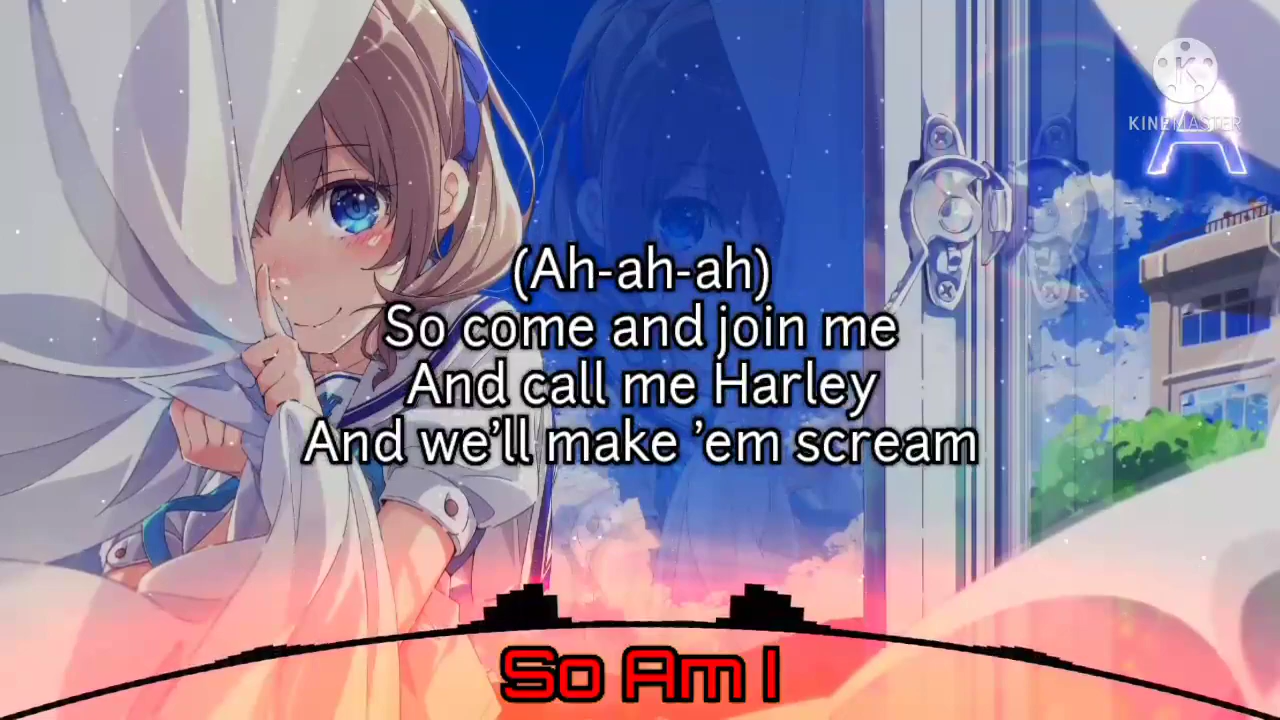 KINEMASTER
(Ah-ah-ah)
So come and join me
And call me Harley
And we’ll make ’em scream
So Am I